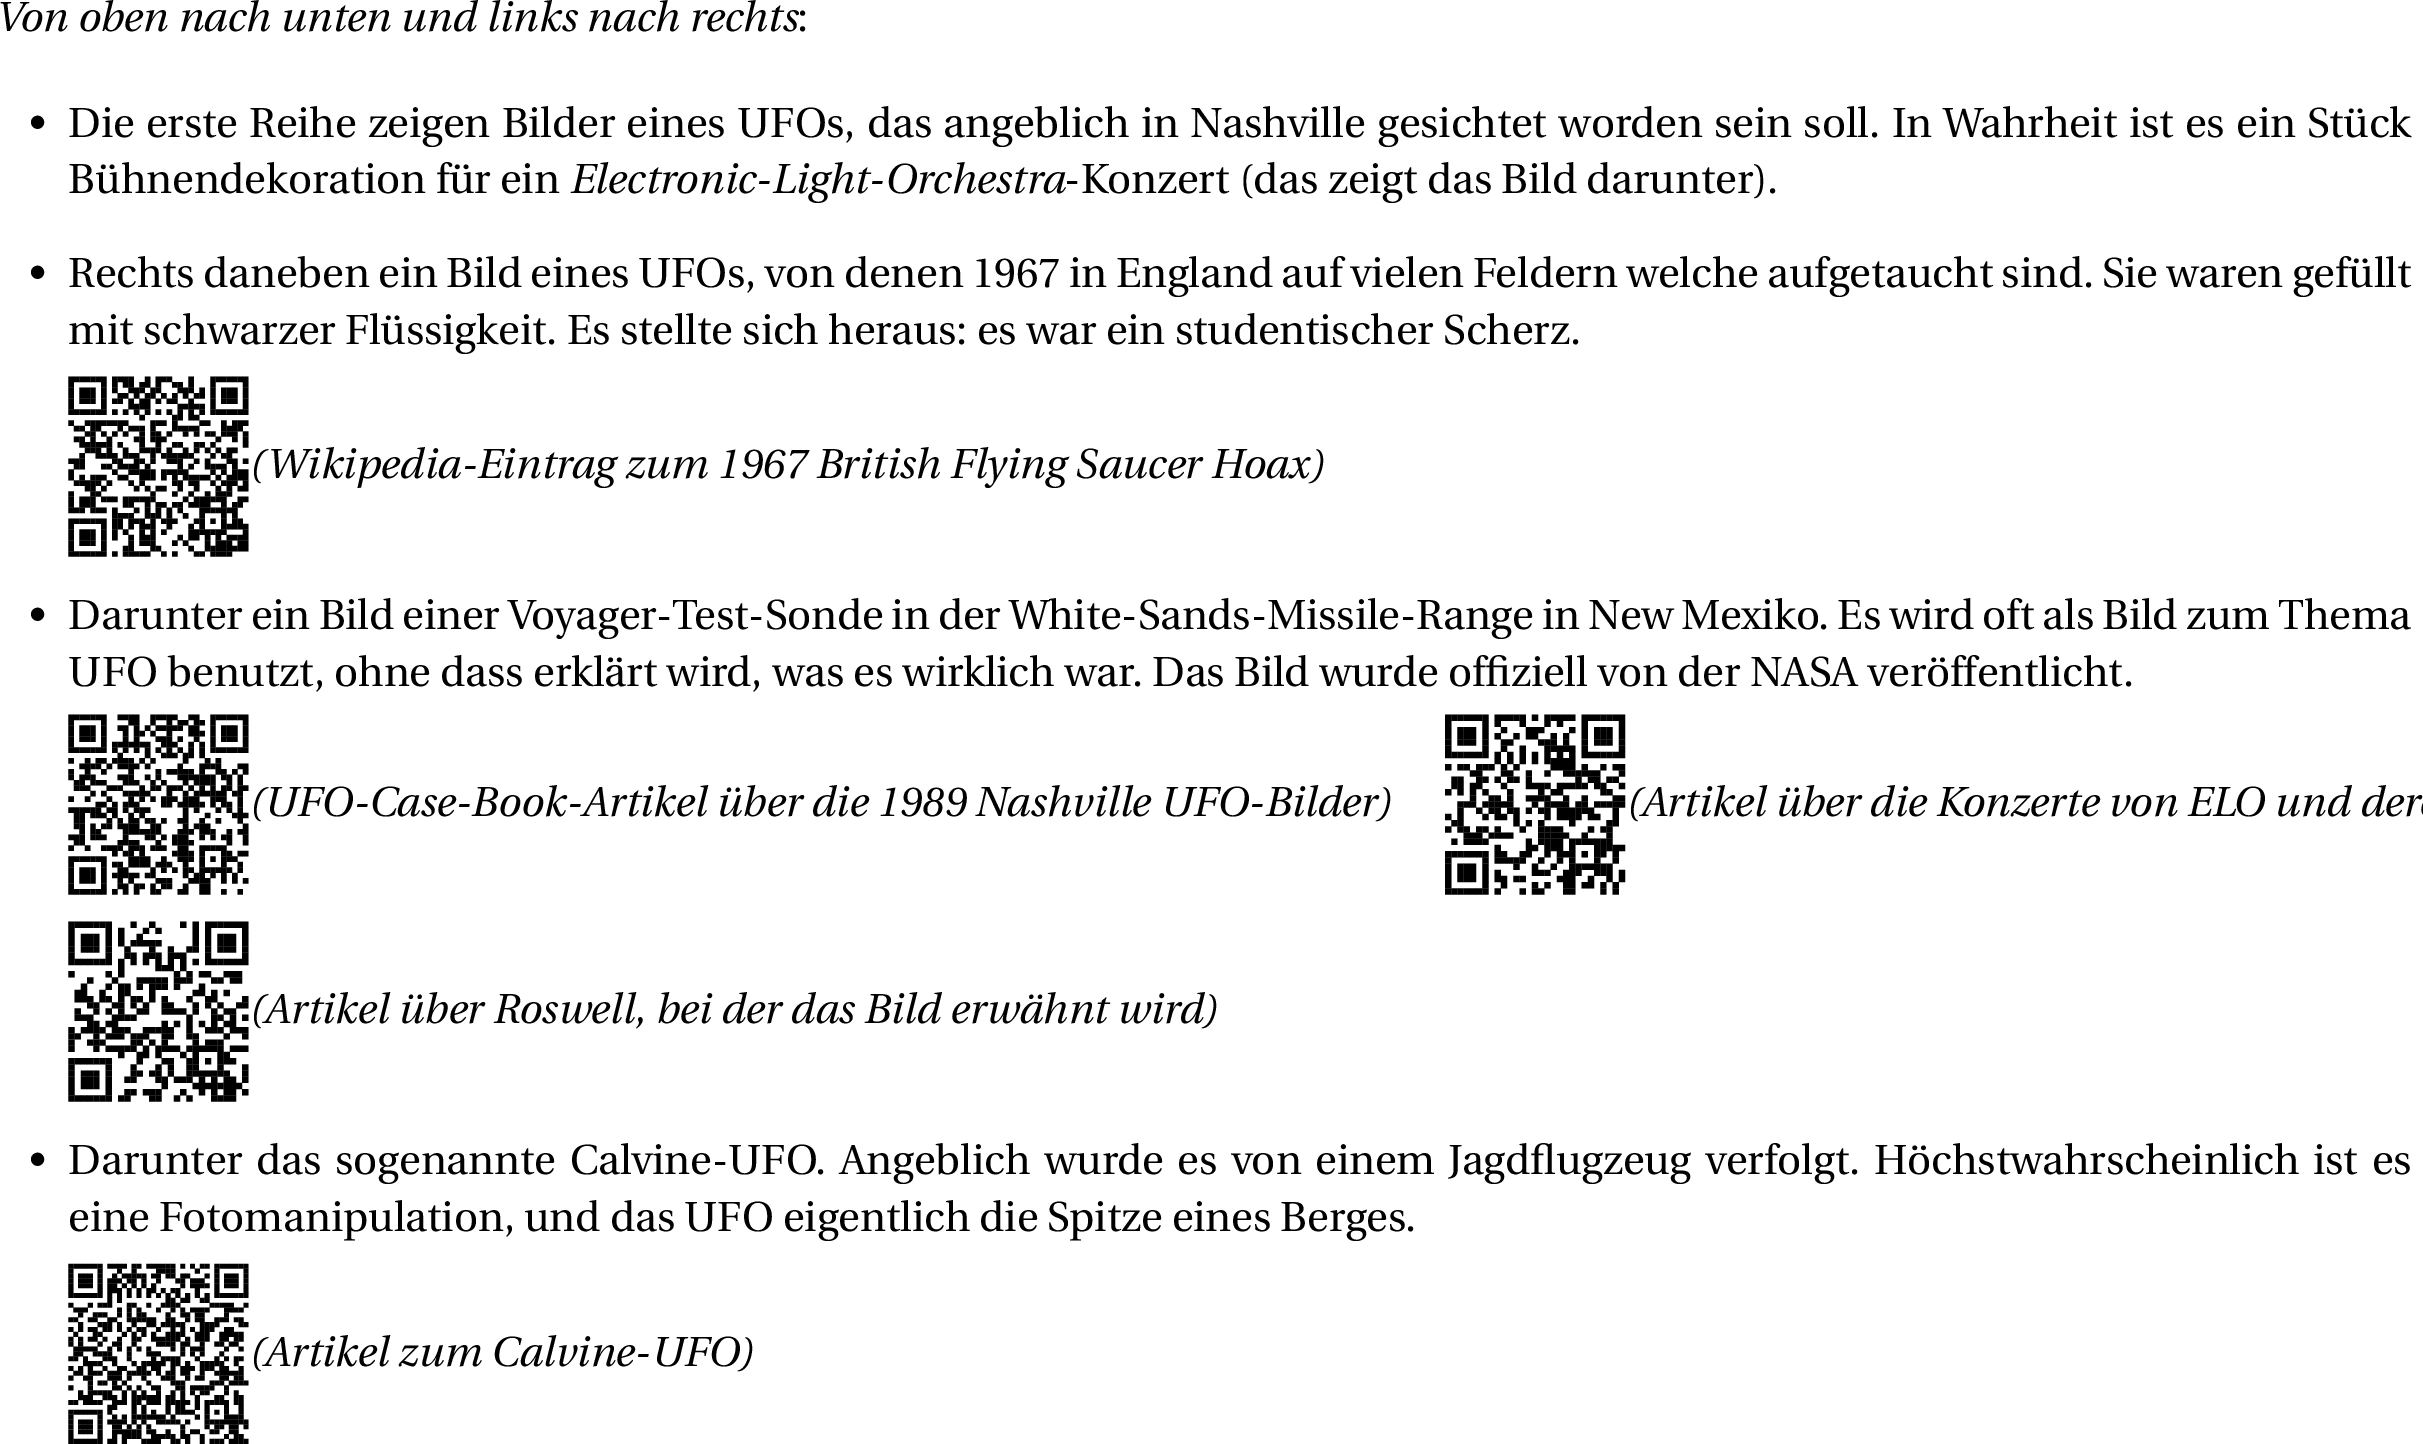 Von oben nach unten und links nach rechts:
• Die erste Reihe zeigen Bilder eines UFOs, das angeblich in Nashville gesichtet worden sein soll. In Wahrheit ist es ein Stück
Bühnendekoration für ein Electronic-Light-Orchestra-Konzert (das zeigt das Bild darunter).
• Rechts daneben ein Bild eines UFOs, von denen 1967 in England auf vielen Feldern welche aufgetaucht sind. Sie waren gefüllt
mit schwarzer Flüssigkeit. Es stellte sich heraus: es war ein studentischer Scherz.
(Wikipedia-Eintrag zum 1967 British Flying Saucer Hoax)
• Darunter ein Bild einer Voyager-Test-Sonde in der White-Sands-Missile-Range in New Mexiko. Es wird oft als Bild zum Thema
UFO benutzt, ohne dass erklärt wird, was es wirklich war. Das Bild wurde offiziell von der NASA veröffentlicht.
(UFO-Case-Book-Artikel über die 1989 Nashville UFO-Bilder) (Artikel über die Konzerte von ELO und
(Artikel über Roswell, bei der das Bild erwähnt wird)
• Darunter das sogenannte Calvine-UFO. Angeblich wurde es von einem Jagdflugzeug verfolgt. Höchstwahrscheinlich ist es
eine Fotomanipulation, und das UFO eigentlich die Spitze eines Berges.
(Artikel zum Calvine-UFO)